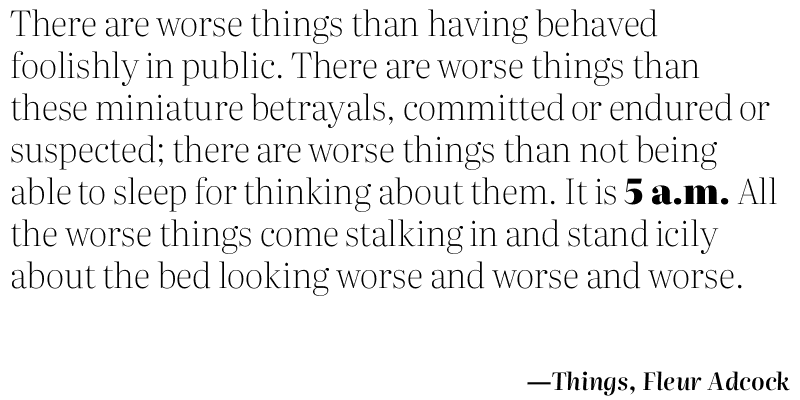 There are worse things than having behaved
foolishly in public. There are worse things than
these miniature betrayals, committed or endured or
suspected; there are worse things than not being
able to sleep for thinking about them. It is 5 a.m. All
the worse things come stalking in and stand icily
about the bed looking worse and worse and worse.
—Things, Fleur Adcock